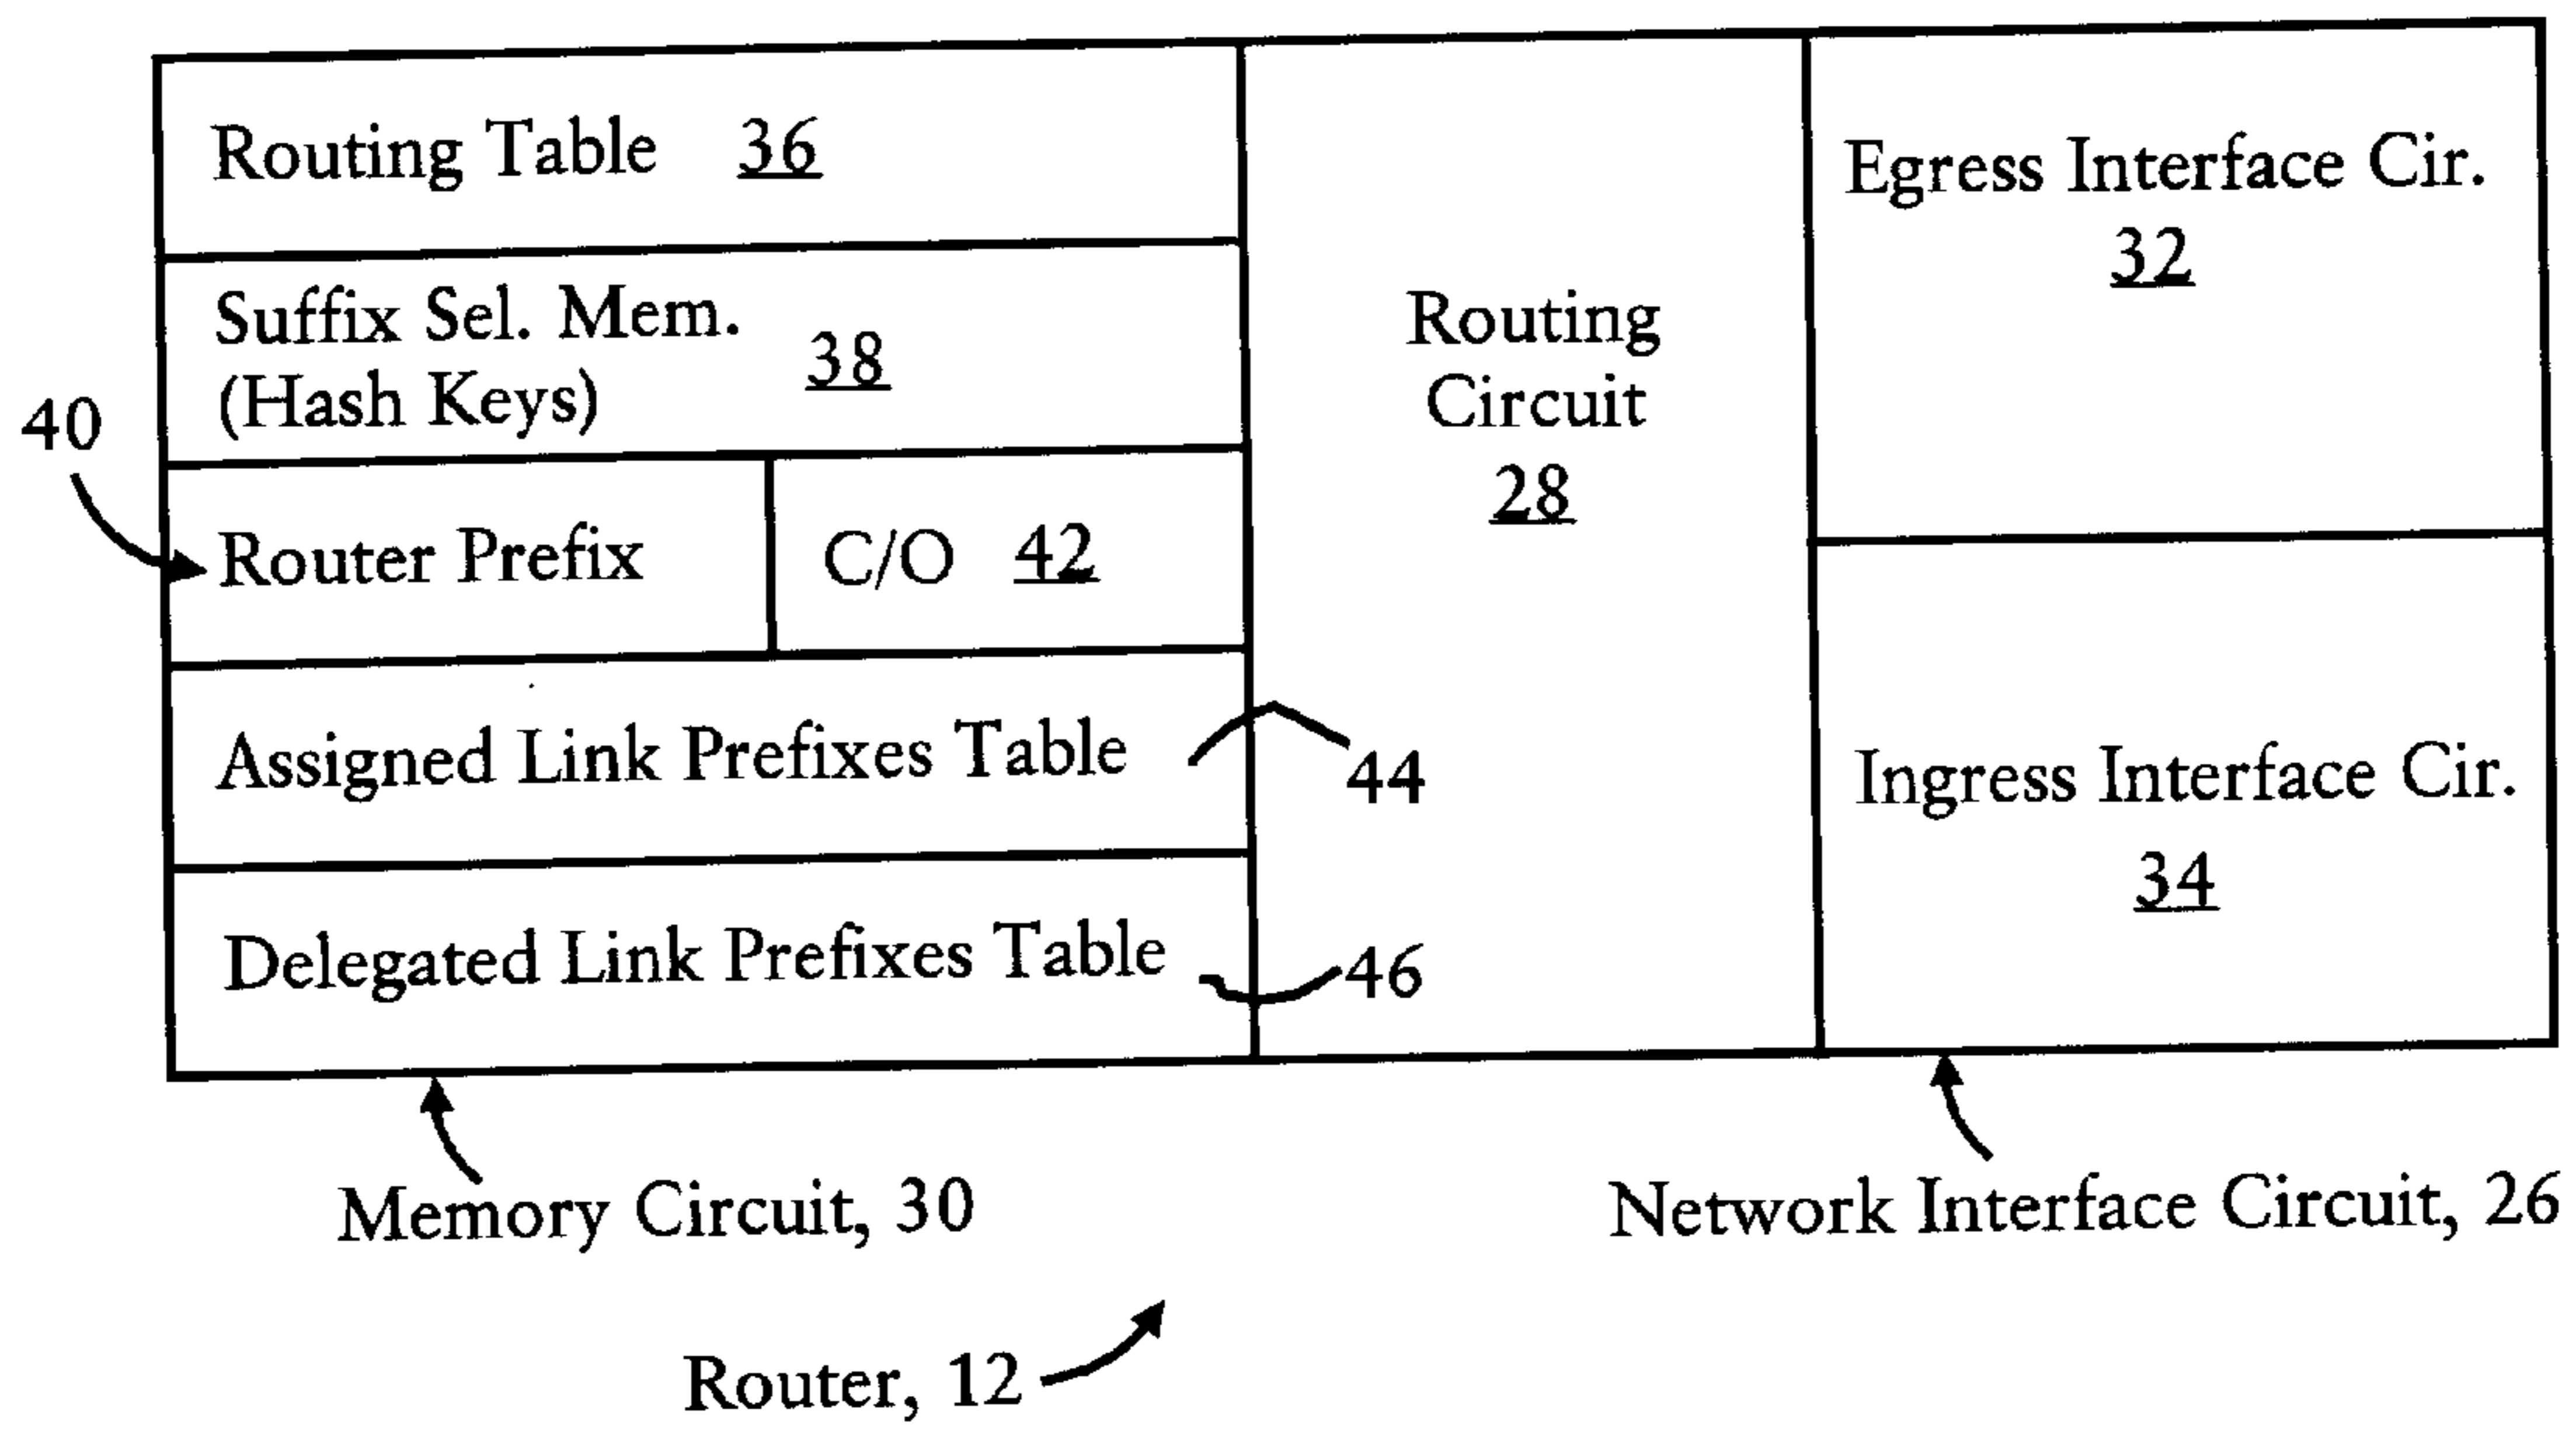 Routing Table 36
Suffix Sel. Mem.
(Hash Keys) 38
40
Router Prefix
C/O 42
Assigned Link Prefixes Table
44
Delegated Link Prefixes Table
46
Routing
Circuit
28
Egress Interface Cir.
32
Ingress Interface Cir.
34
Memory Circuit, 30
Network Interface Circuit, 26
Router, 12